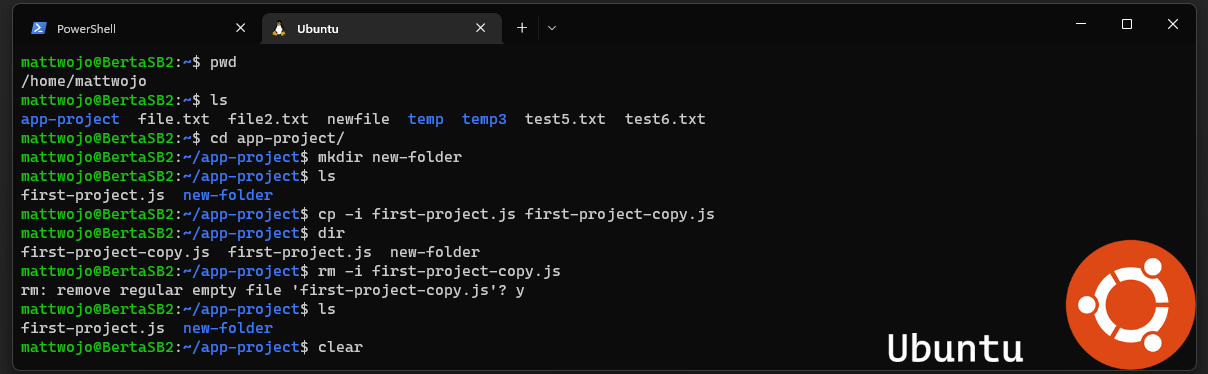 PowerShell
Ubuntu
mattwojo@BertaSB2:~$ pwd
/home/mattwojo
mattwojo@BertaSB2:~$ ls
app-project  file.txt  file2.txt  newfile  temp  temp3  test5.txt  test6.txt
mattwojo@BertaSB2:~$ cd app-project/
mattwojo@BertaSB2:~/app-project$ mkdir new-folder
mattwojo@BertaSB2:~/app-project$ ls
first-project.js  new-folder
mattwojo@BertaSB2:~/app-project$ cp -i first-project.js first-project-copy.js
mattwojo@BertaSB2:~/app-project$ dir
first-project-copy.js  first-project.js  new-folder
mattwojo@BertaSB2:~/app-project$ rm -i first-project-copy.js
rm: remove regular empty file 'first-project-copy.js'? y
mattwojo@BertaSB2:~/app-project$ ls
first-project.js  new-folder
mattwojo@BertaSB2:~/app-project$ clear
Ubuntu